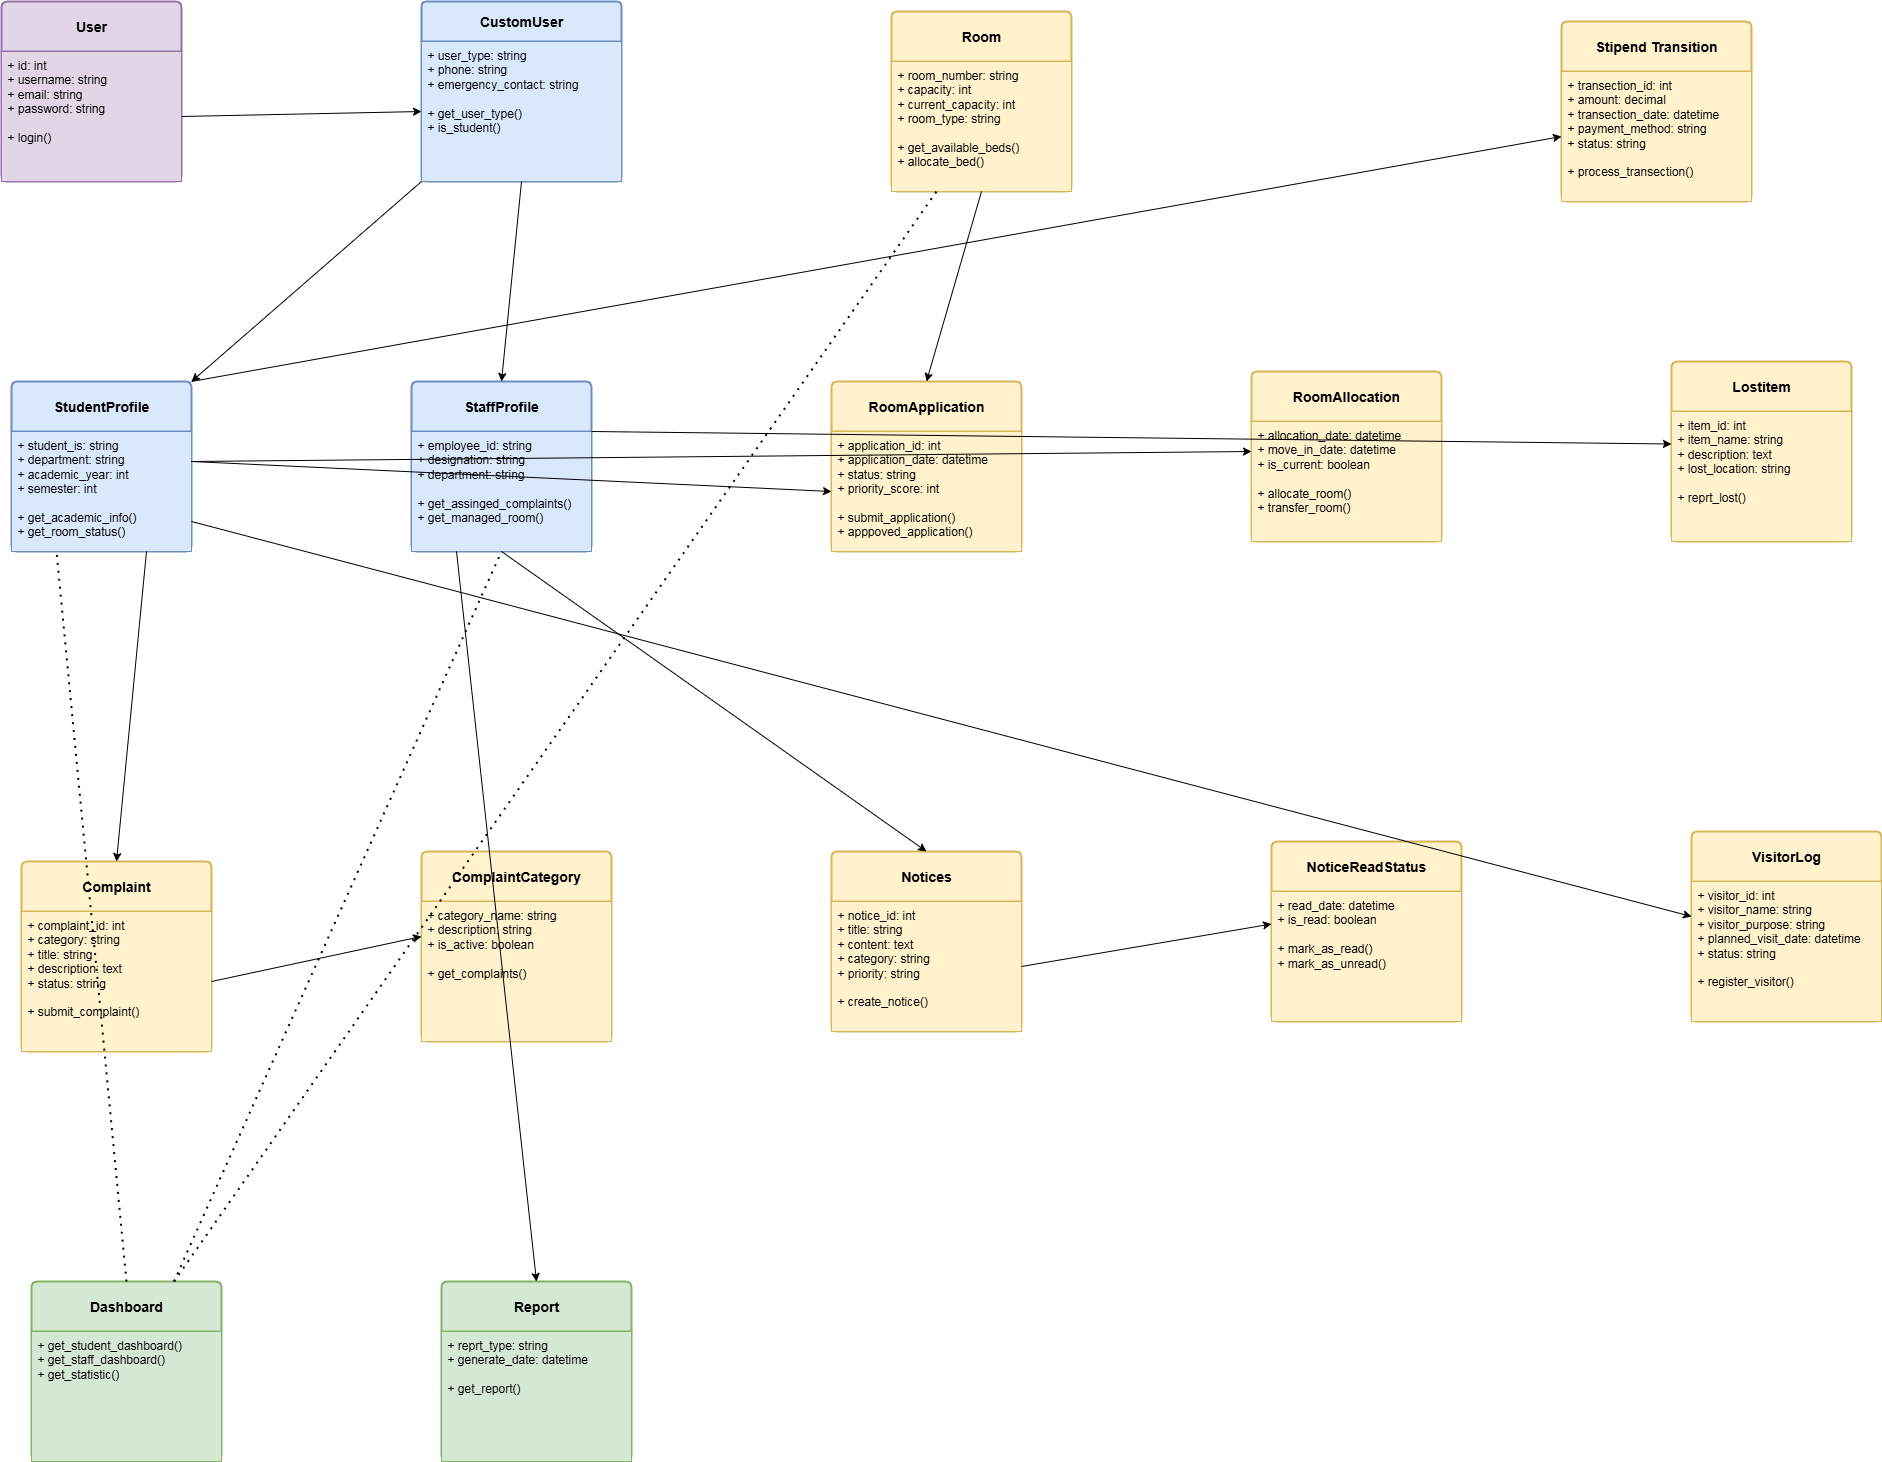 User
+ id: int
+ username: string
+ email: string
+ password: string
+ login()
CustomUser
+ user_type: string
+ phone: string
+ emergency_contact: string
+ get_user_type()
+ is_student()
Room
+ room_number: string
+ capacity: int
+ current_capacity: int
+ room_type: string
+ get_available_beds()
+ allocate_bed()
Stipend Transition
+ transection_id: int
+ amount: decimal
+ transection_date: datetime
+ payment_method: string
+ status: string
+ process_transection()
StudentProfile
+ student_is: string
+ department: string
+ academic_year: int
+ semester: int
+ get_academic_info()
+ get_room_status()
StaffProfile
+ employee_id: string
+ designation: string
+ department: string
+ get_assinged_complaints()
+ get_managed_room()
RoomApplication
+ application_id: int
+ application_date: datetime
+ status: string
+ priority_score: int
+ submit_application()
+ apppoved_application()
RoomAllocation
+ allocation_date: datetime
+ move_in_date: datetime
+ is_current: boolean
+ allocate_room()
+ transfer_room()
Lostitem
+ item_id: int
+ item_name: string
+ description: text
+ lost_location: string
+ reprt_lost()
Complaint
+ complaint_id: int
+ category: string
+ title: string
+ description: text
+ status: string
+ submit_complaint()
ComplaintCategory
+ category_name: string
+ description: string
+ is_active: boolean
+ get_complaints()
Notices
+ notice_id: int
+ title: string
+ content: text
+ category: string
+ priority: string
+ create_notice()
NoticeReadStatus
+ read_date: datetime
+ is_read: boolean
+ mark_as_read()
+ mark_as_unread()
VisitorLog
+ visitor_id: int
+ visitor_name: string
+ visitor_purpose: string
+ planned_visit_date: datetime
+ status: string
+ register_visitor()
Dashboard
+ get_student_dashboard()
+ get_staff_dashboard()
+ get_statistic()
Report
+ reprt_type: string
+ generate_date: datetime
+ get_report()